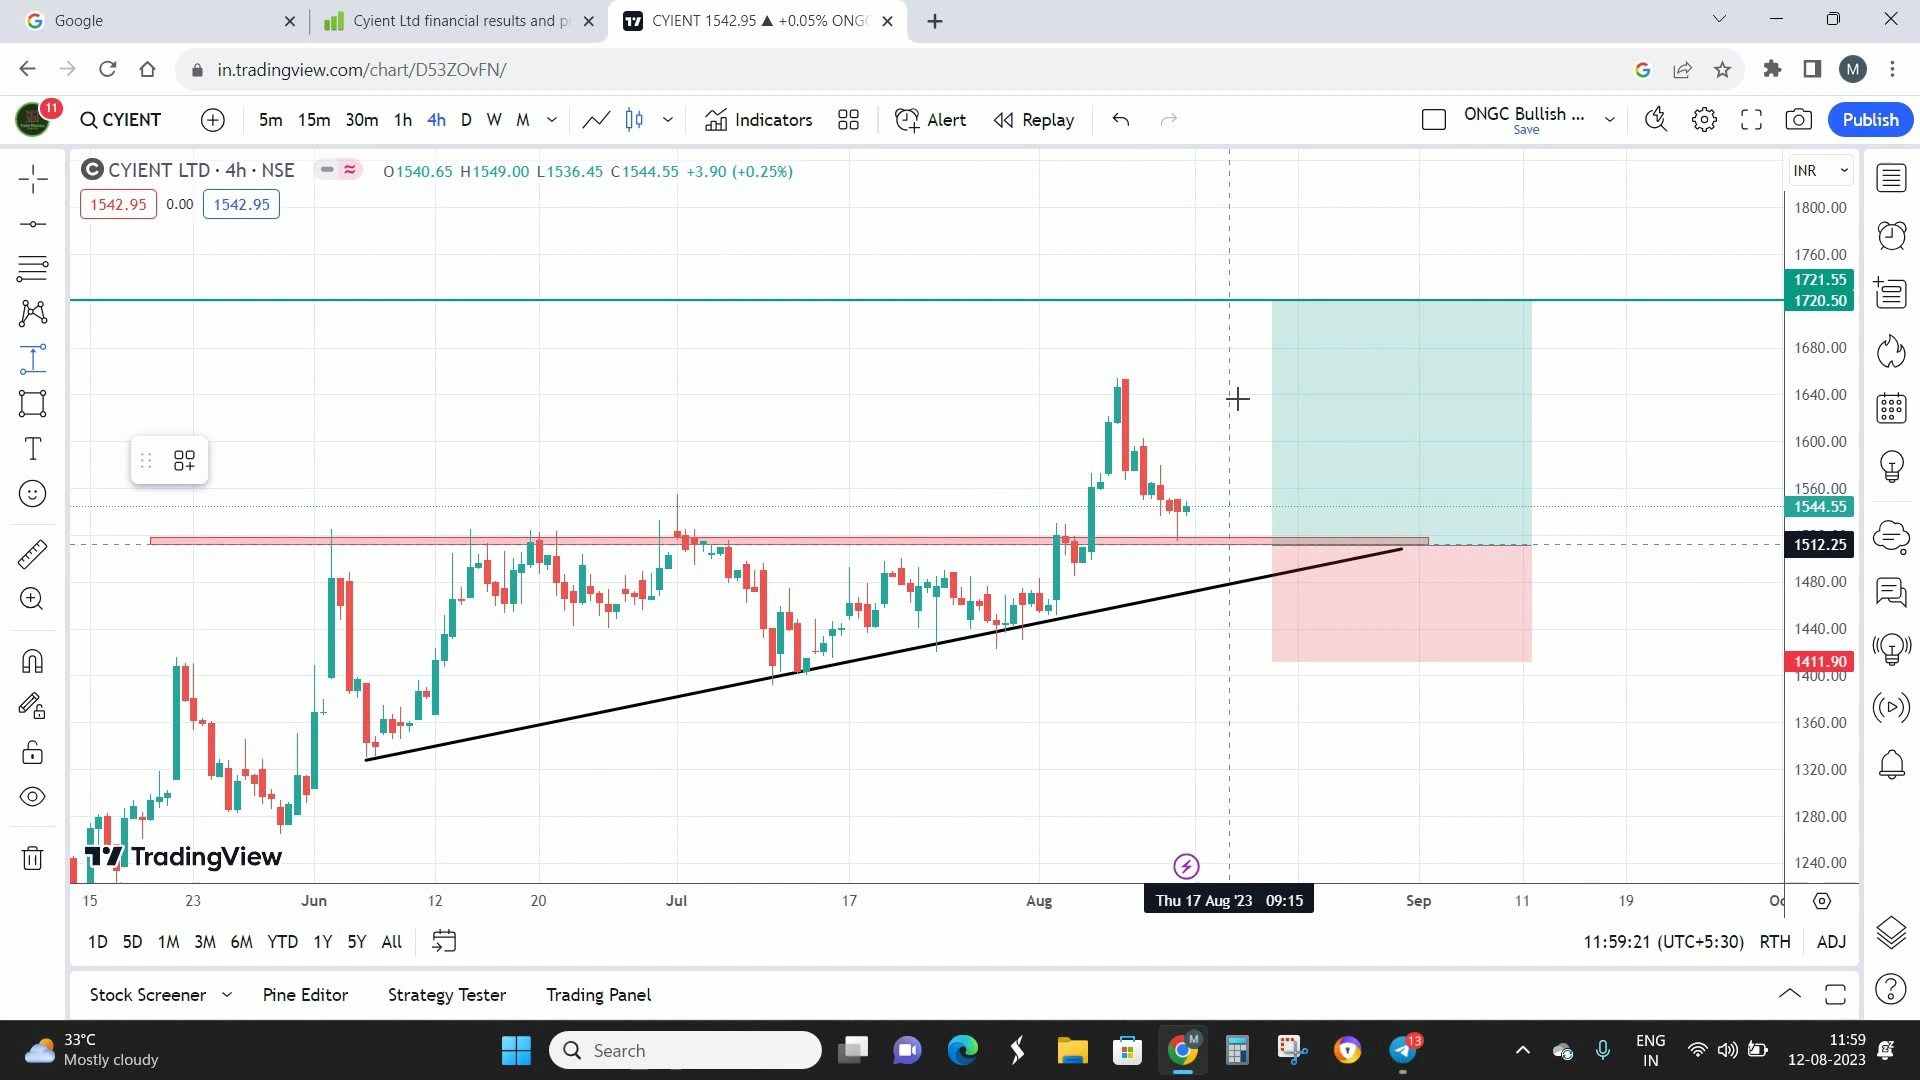 Google
Cyient Ltd financial results and p
CYIENT 1542.95 ▲ +0.05% ONGC
in.tradingview.com/chart/D53ZOvFN/
M
11
CYIENT
5m 15m 30m 1h 4h D W M
Indicators
Alert
Replay
ONGC Bullish ...
Save
Publish
CYIENT LTD · 4h · NSE
O1540.65 H1549.00 L1536.45 C1544.55 +3.90 (+0.25%)
INR
1542.95 0.00 1542.95
1800.00
1760.00
1721.55
1720.50
1680.00
1640.00
1600.00
1560.00
1544.55
1512.25
1480.00
1440.00
1411.90
1400.00
1360.00
1320.00
1280.00
1240.00
TradingView
15 23 Jun 12 20 Jul 17 Aug Thu 17 Aug '23 09:15 Sep 11 19
1D 5D 1M 3M 6M YTD 1Y 5Y All
11:59:21 (UTC+5:30) RTH ADJ
Stock Screener Pine Editor Strategy Tester Trading Panel
33°C
Mostly cloudy
Search
M
13
ENG
IN
11:59
12-08-2023